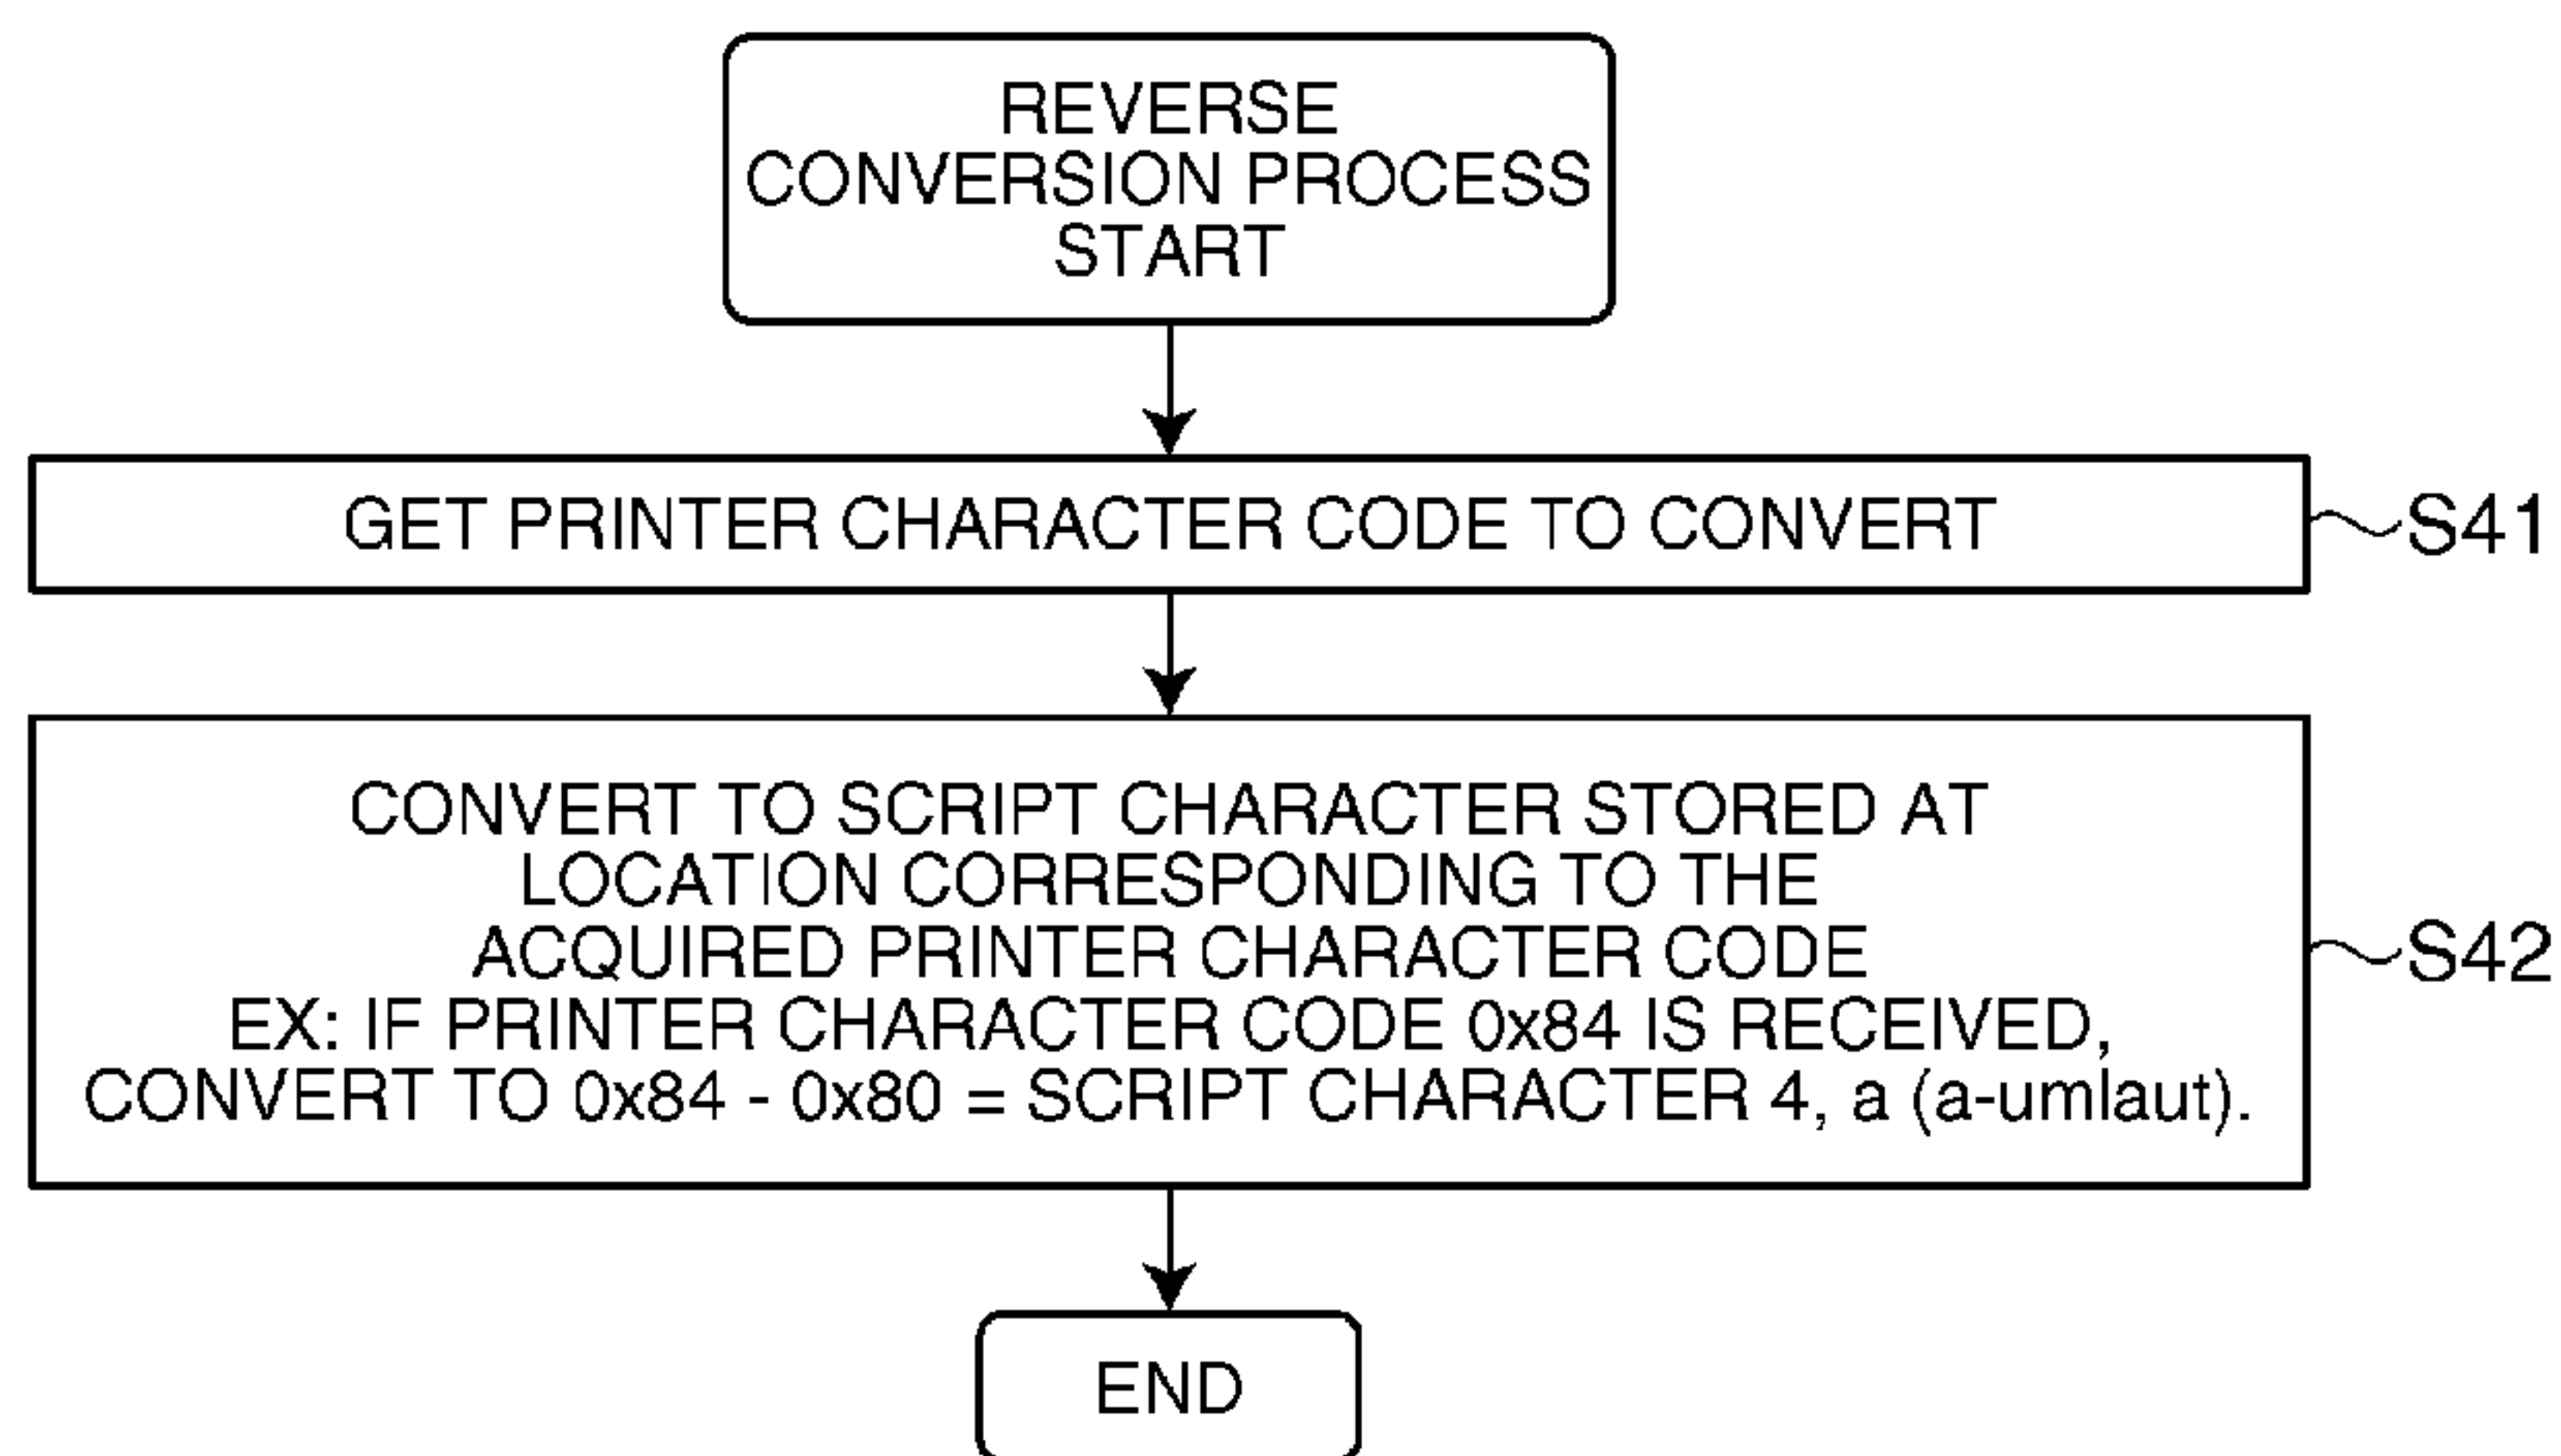 REVERSE
CONVERSION PROCESS
START
GET PRINTER CHARACTER CODE TO CONVERT
S41
CONVERT TO SCRIPT CHARACTER STORED AT
LOCATION CORRESPONDING TO THE
ACQUIRED PRINTER CHARACTER CODE
EX: IF PRINTER CHARACTER CODE 0x84 IS RECEIVED,
CONVERT TO 0x84 - 0x80 = SCRIPT CHARACTER 4, a (a-umlaut).
S42
END